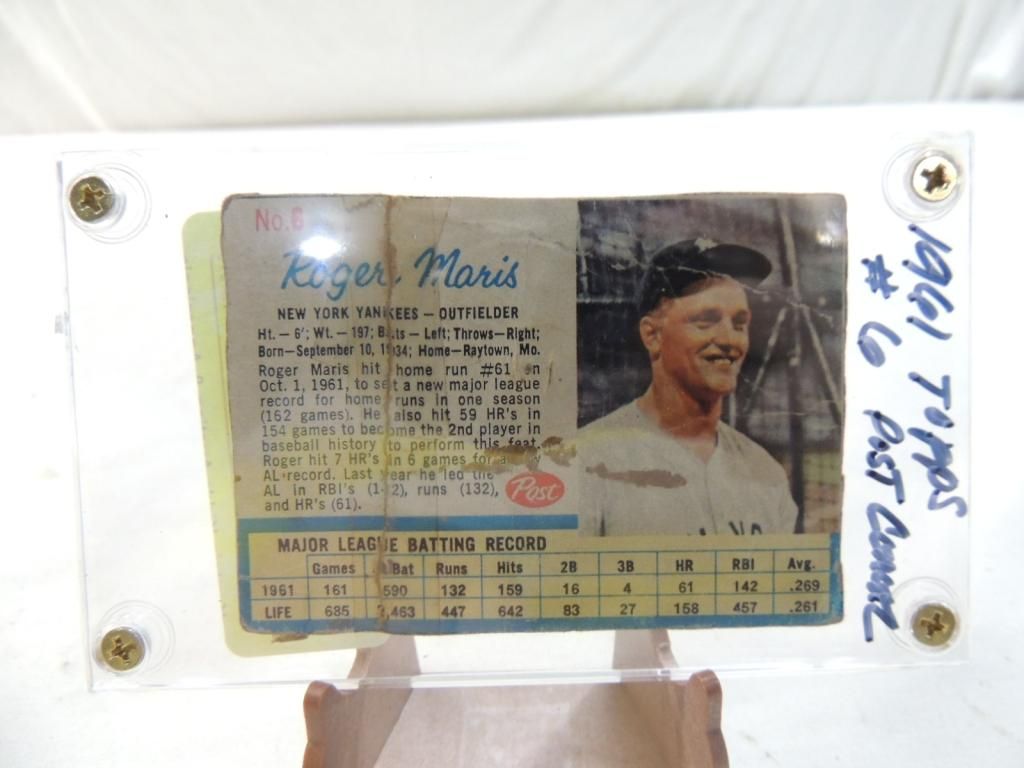 No.6
Roger Maris
NEW YORK YANKEES — OUTFIELDER
Ht. — 6'; Wt. — 197; Bats — Left; Throws—Right;
Born—September 10, 1934; Home—Raytown, Mo.
Roger Maris hit home run #61 on
Oct. 1, 1961, to set a new major league
record for home runs in one season
(162 games). He also hit 59 HR's in
154 games to become the 2nd player in
baseball history to perform this feat.
Roger hit 7 HR's in 6 games for a new
AL record. Last year he led the
AL in RBI's (142), runs (132),
and HR's (61).
Post
MAJOR LEAGUE BATTING RECORD
Games At Bat Runs Hits 2B 3B HR RBI Avg.
1961 161 590 132 159 16 4 61 142 .269
LIFE 685 2,463 447 642 83 27 158 457 .261
1961 TOPPS
# 6 POST CEREAL